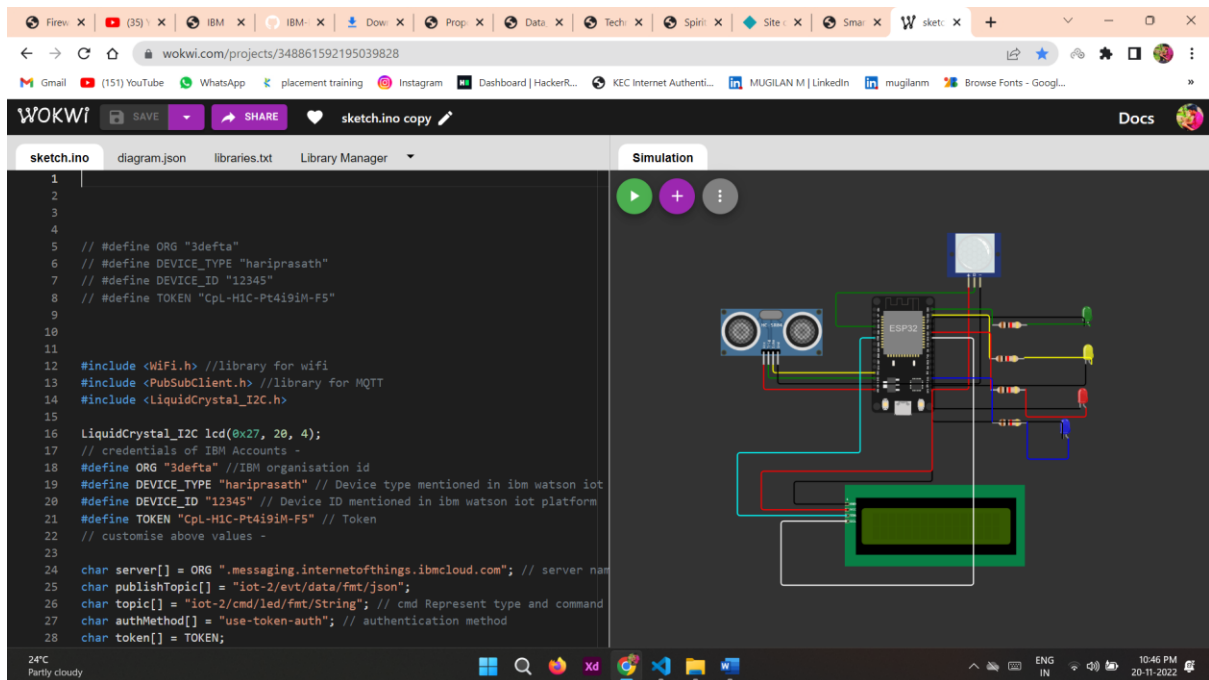 Firew
(35) Y
IBM
IBM-
Dow
Prop
Data
Tech
Spirit
Site
Smar
sketc
wokwi.com/projects/348861592195039828
Gmail
(151) YouTube
WhatsApp
placement training
Instagram
Dashboard | HackerR...
KEC Internet Authenti...
MUGILAN M | LinkedIn
mugilanm
Browse Fonts - Googl...
»
WOKWI
SAVE
SHARE
sketch.ino copy
Docs
sketch.ino
diagram.json
libraries.txt
Library Manager
Simulation
1
2
3
4
5 // #define ORG "3defta"
6 // #define DEVICE_TYPE "hariprasath"
7 // #define DEVICE_ID "12345"
8 // #define TOKEN "CpL-H1C-Pt4i9iM-F5"
9
10
11
12 #include <WiFi.h> //library for wifi
13 #include <PubSubClient.h> //library for MQTT
14 #include <LiquidCrystal_I2C.h>
15
16 LiquidCrystal_I2C lcd(0x27, 20, 4);
17 // credentials of IBM Accounts -
18 #define ORG "3defta" //IBM organisation id
19 #define DEVICE_TYPE "hariprasath" // Device type mentioned in ibm watson iot
20 #define DEVICE_ID "12345" // Device ID mentioned in ibm watson iot platform
21 #define TOKEN "CpL-H1C-Pt4i9iM-F5" // Token
22 // customise above values -
23
24 char server[] = ORG ".messaging.internetofthings.ibmcloud.com"; // server nam
25 char publishTopic[] = "iot-2/evt/data/fmt/json";
26 char topic[] = "iot-2/cmd/led/fmt/String"; // cmd Represent type and command
27 char authMethod[] = "use-token-auth"; // authentication method
28 char token[] = TOKEN;
ESP32
24°C
Partly cloudy
Xd
ENG
IN
10:46 PM
20-11-2022